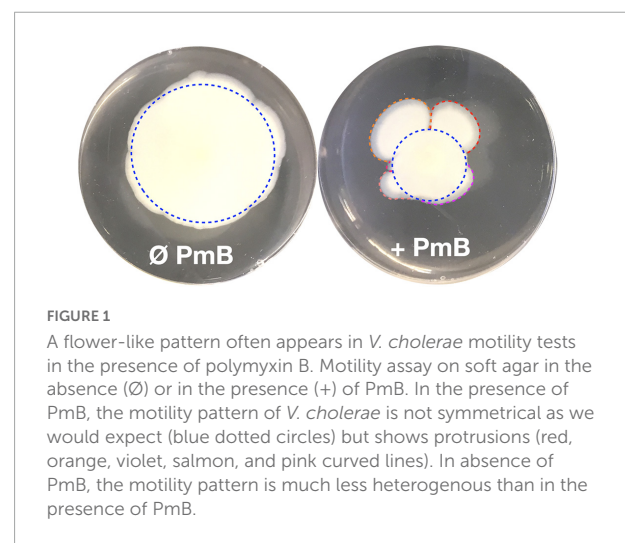 Ø PmB
+ PmB
FIGURE 1
A flower-like pattern often appears in V. cholerae motility tests
in the presence of polymyxin B. Motility assay on soft agar in the
absence (Ø) or in the presence (+) of PmB. In the presence of
PmB, the motility pattern of V. cholerae is not symmetrical as we
would expect (blue dotted circles) but shows protrusions (red,
orange, violet, salmon, and pink curved lines). In absence of
PmB, the motility pattern is much less heterogenous than in the
presence of PmB.